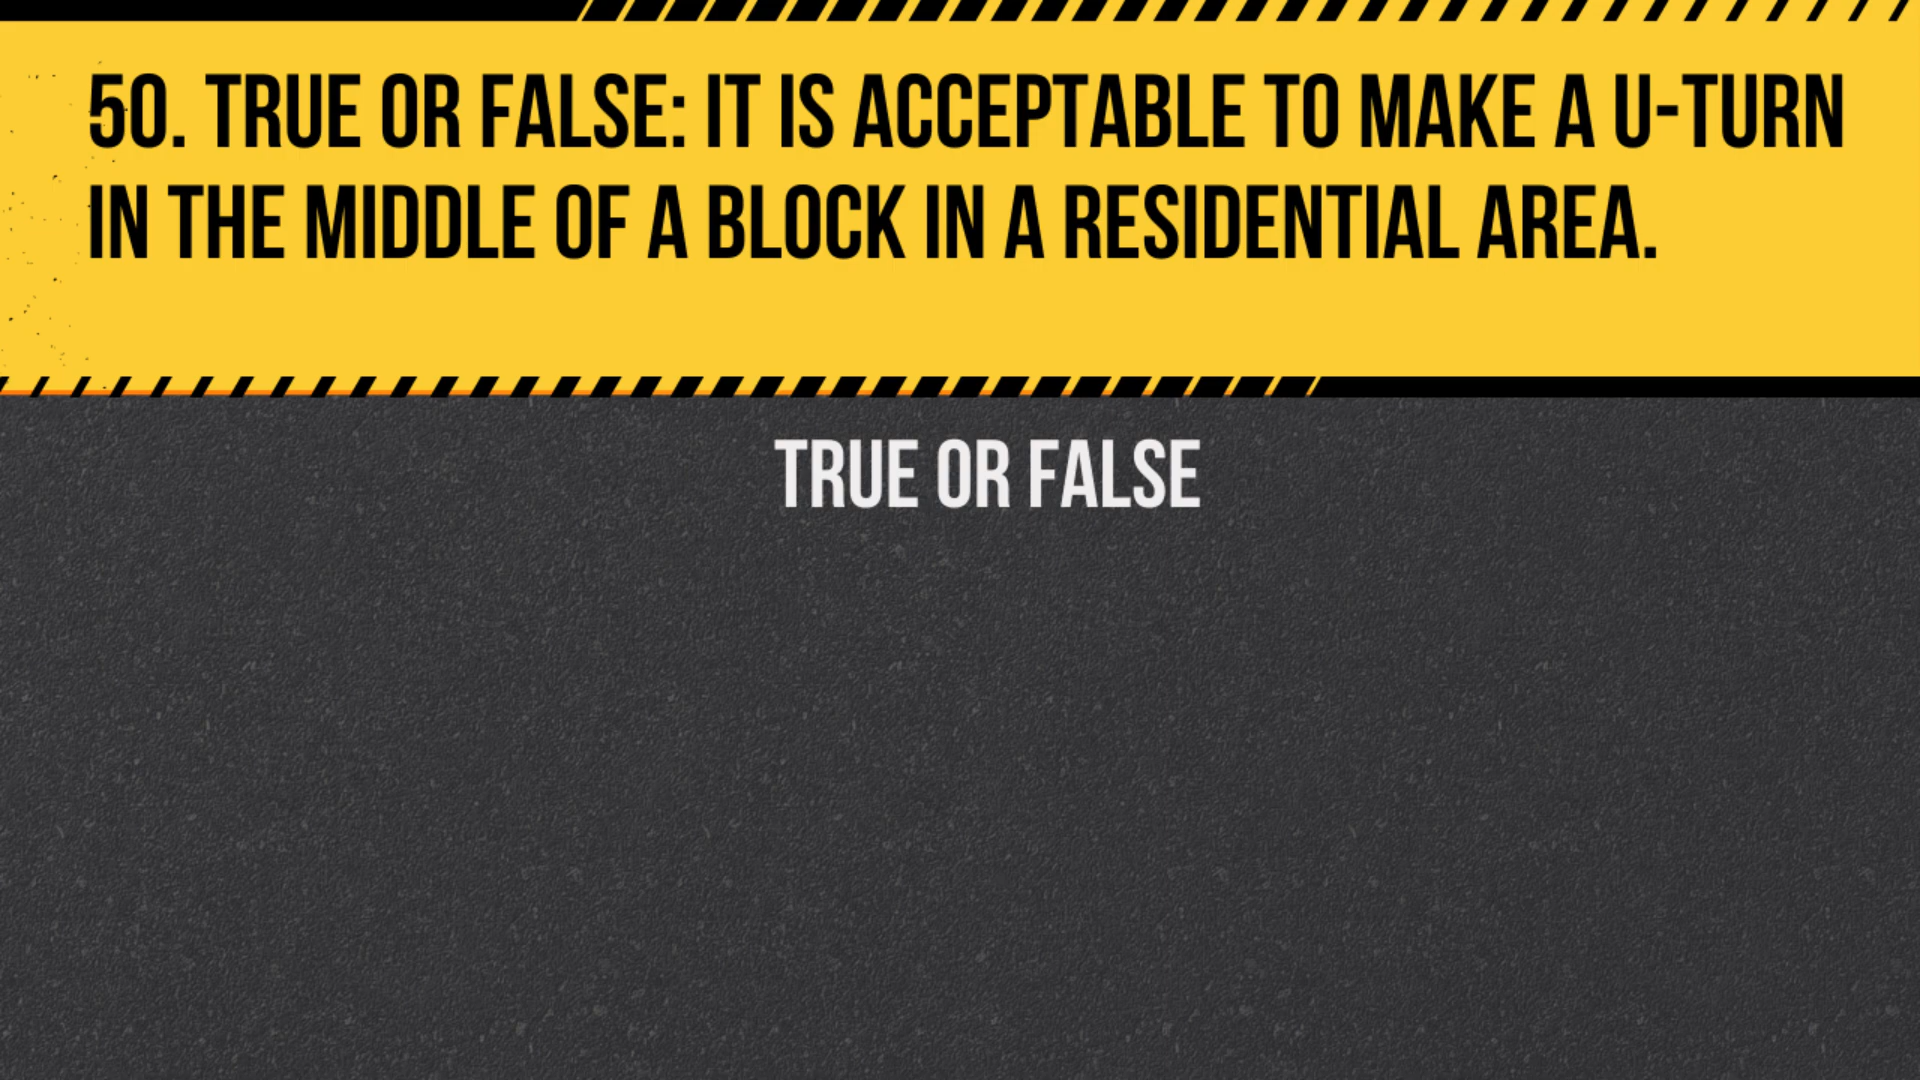 50. TRUE OR FALSE: IT IS ACCEPTABLE TO MAKE A U-TURN
IN THE MIDDLE OF A BLOCK IN A RESIDENTIAL AREA.
TRUE OR FALSE